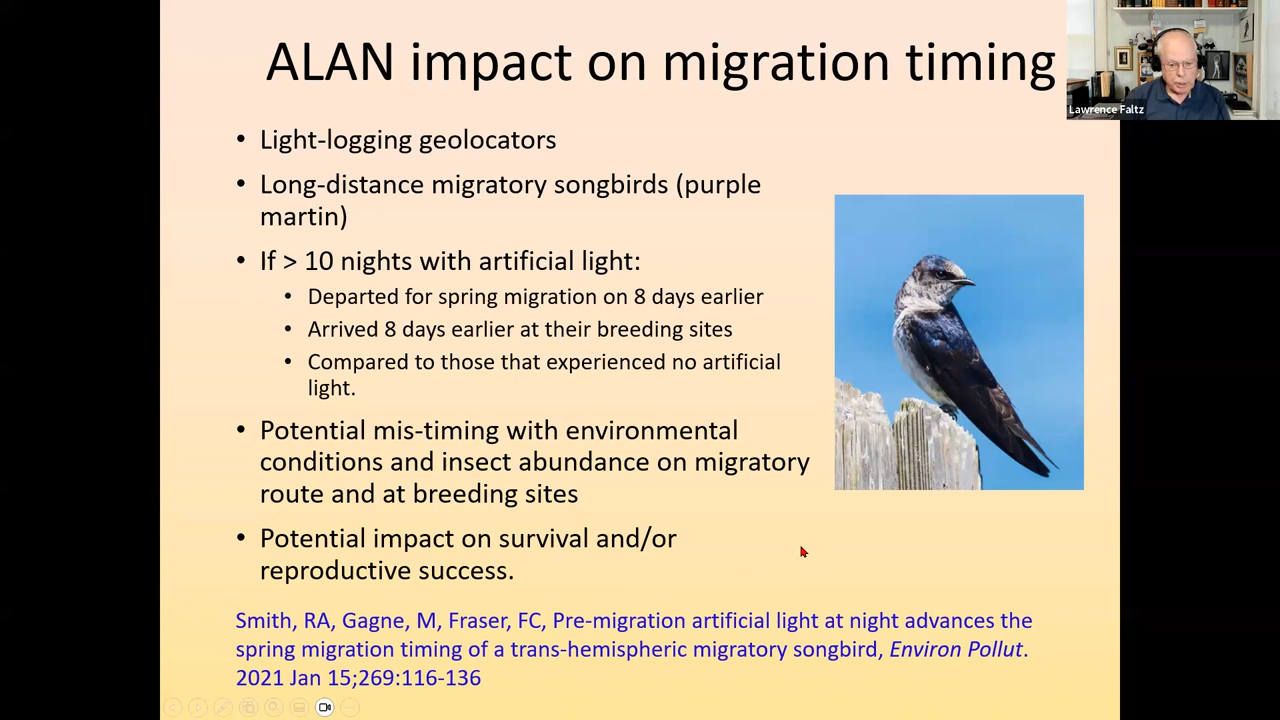 ALAN impact on migration timing
Lawrence Faltz
• Light-logging geolocators
• Long-distance migratory songbirds (purple
martin)
• If > 10 nights with artificial light:
• Departed for spring migration on 8 days earlier
• Arrived 8 days earlier at their breeding sites
• Compared to those that experienced no artificial
light.
• Potential mis-timing with environmental
conditions and insect abundance on migratory
route and at breeding sites
• Potential impact on survival and/or
reproductive success.
Smith, RA, Gagne, M, Fraser, FC, Pre-migration artificial light at night advances the
spring migration timing of a trans-hemispheric migratory songbird, Environ Pollut.
2021 Jan 15;269:116-136